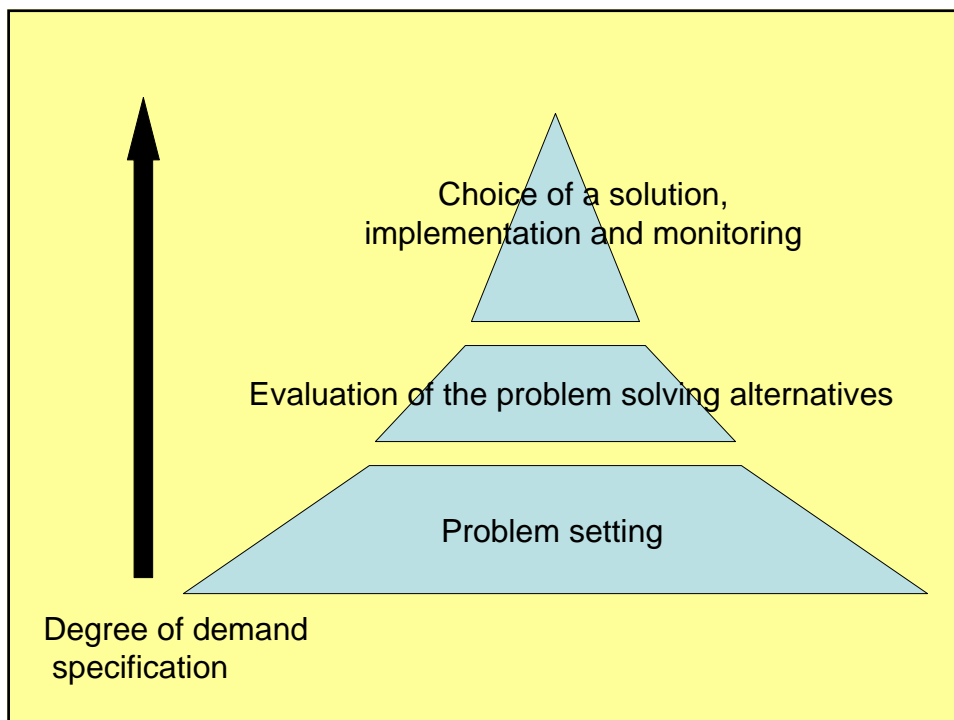 Choice of a solution,
implementation and monitoring
Evaluation of the problem solving alternatives
Problem setting
Degree of demand
specification